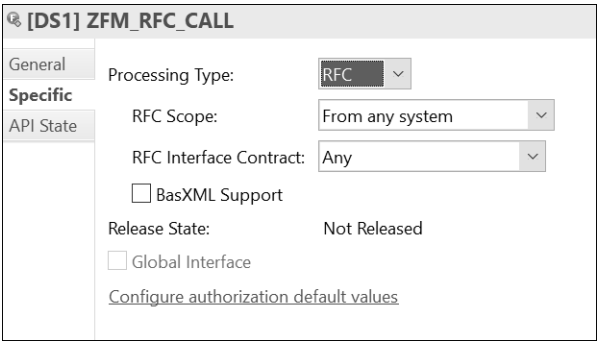 [DS1] ZFM_RFC_CALL
General
Specific
API State
Processing Type: RFC
RFC Scope: From any system
RFC Interface Contract: Any
BasXML Support
Release State: Not Released
Global Interface
Configure authorization default values